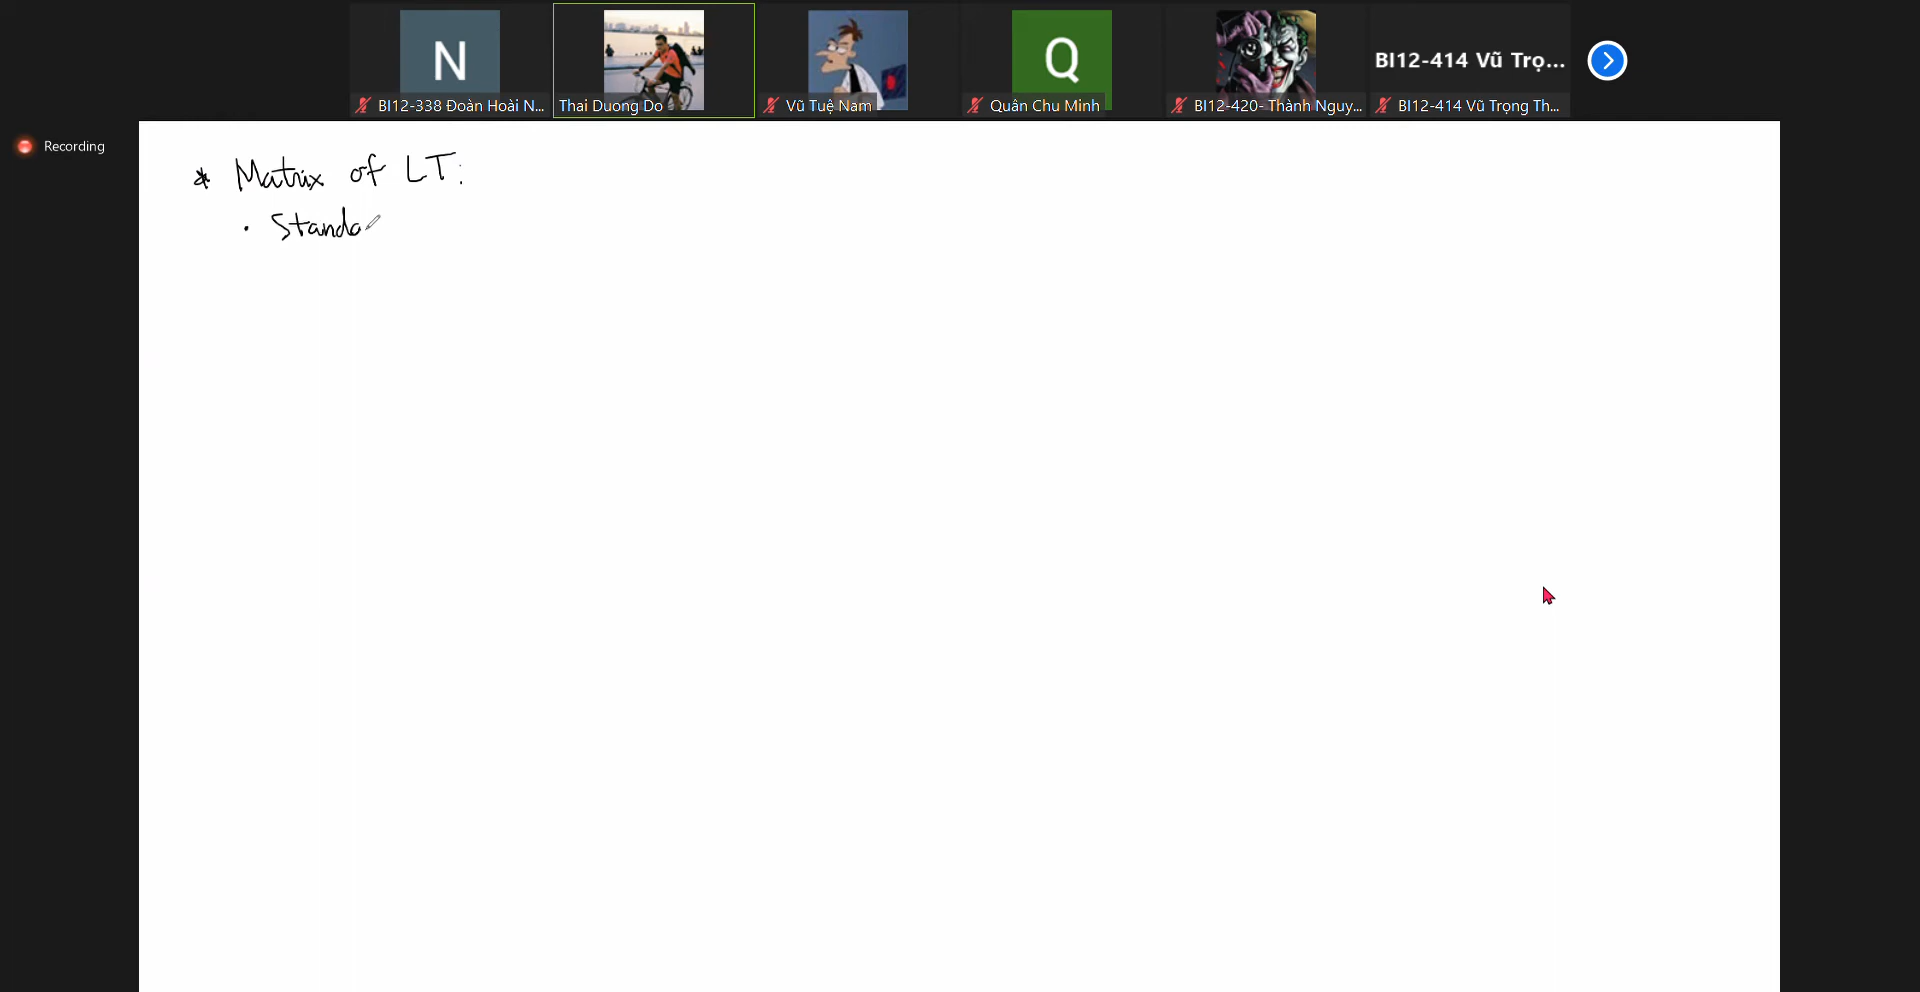 N
Q
BI12-414 Vũ Trọ...
BI12-338 Đoàn Hoài N...
Thai Duong Do
Vũ Tuệ Nam
Quân Chu Minh
BI12-420- Thành Nguy...
BI12-414 Vũ Trọng Th...
Recording
* Matrix of LT:
• Standa